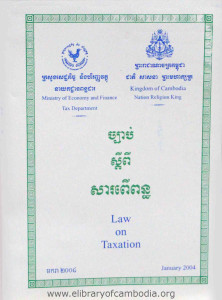 ព្រះរាជាណាចក្រកម្ពុជា
ជាតិ សាសនា ព្រះមហាក្សត្រ
Kingdom of Cambodia
Nation Religion King
ក្រសួងសេដ្ឋកិច្ច និងហិរញ្ញវត្ថុ
នាយកដ្ឋានពន្ធដារ
Ministry of Economy and Finance
Tax Department
ច្បាប់
ស្តីពី
សារពើពន្ធ
Law
on
Taxation
មករា ២០០៤
January 2004
www.elibraryofcambodia.org